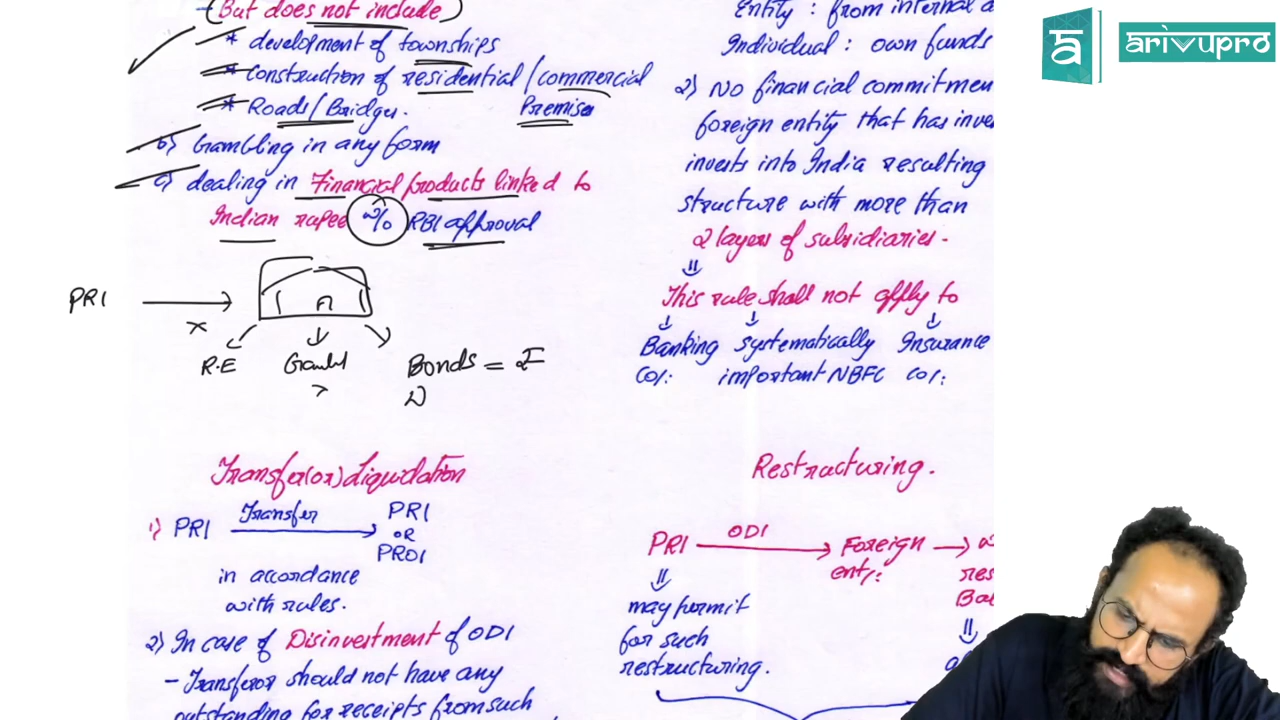 (But does not include)
* development of townships
* Construction of residential / commercial
* Roads/Bridges. Premises
b) Gambling in any form
c) dealing in Financial products linked to
Indian rupee w/o RBI approval
PRI
x
R.E Gambl Bonds =
Transfer(or) Liquidation
1) PRI Transfer PRI
OR
PROI
in accordance
with rules.
2) In case of Disinvestment of ODI
- Transferor should not have any
outstanding for receipts from such
Entity : from internal a
Individual : own funds
2) No financial commitmen
foreign entity that has inves
invests into India resulting
structure with more than
2 layers of subsidiaries.
This rule shall not apply to
Banking systematically Insurance
co/: important NBFC co/:
Restructuring.
PRI ODI Foreign
enty:
res
Bal
may permit
for such
restructuring.
a
arivupro